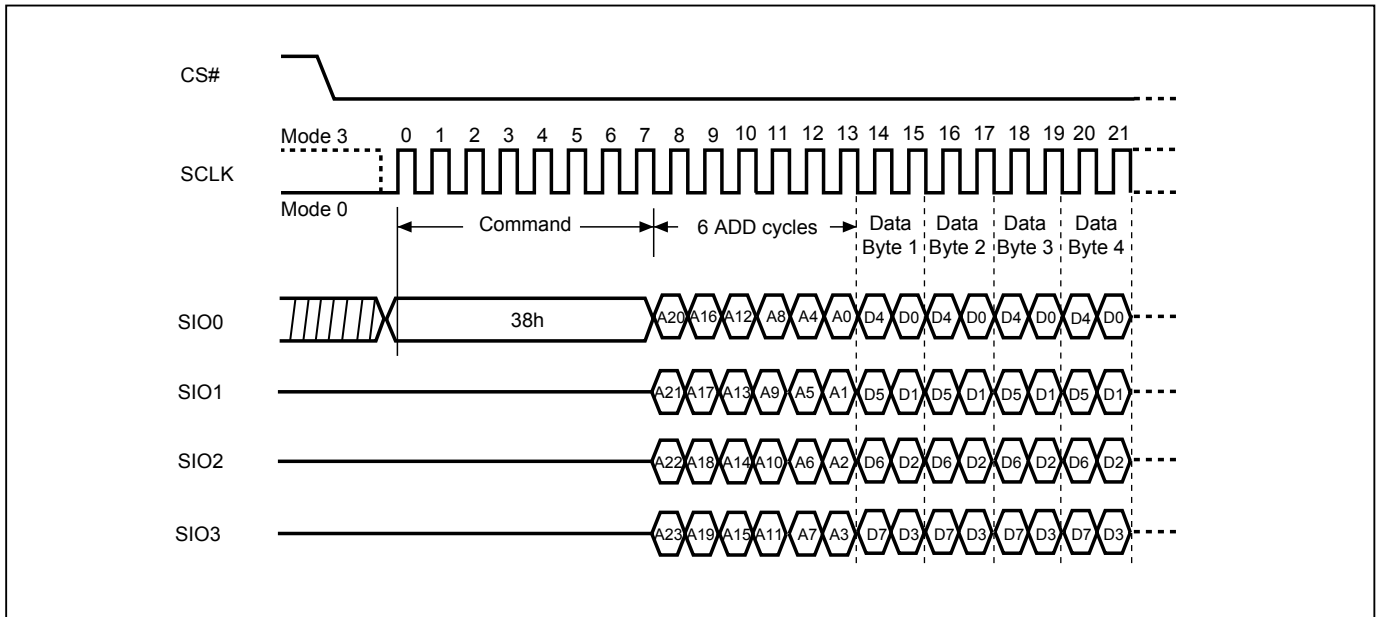 CS#
Mode 3
0 1 2 3 4 5 6 7 8 9 10 11 12 13 14 15 16 17 18 19 20 21
SCLK
Mode 0
Command
6 ADD cycles
Data Byte 1
Data Byte 2
Data Byte 3
Data Byte 4
SIO0 38h A20 A16 A12 A8 A4 A0 D4 D0 D4 D0 D4 D0 D4 D0
SIO1 A21 A17 A13 A9 A5 A1 D5 D1 D5 D1 D5 D1 D5 D1
SIO2 A22 A18 A14 A10 A6 A2 D6 D2 D6 D2 D6 D2 D6 D2
SIO3 A23 A19 A15 A11 A7 A3 D7 D3 D7 D3 D7 D3 D7 D3